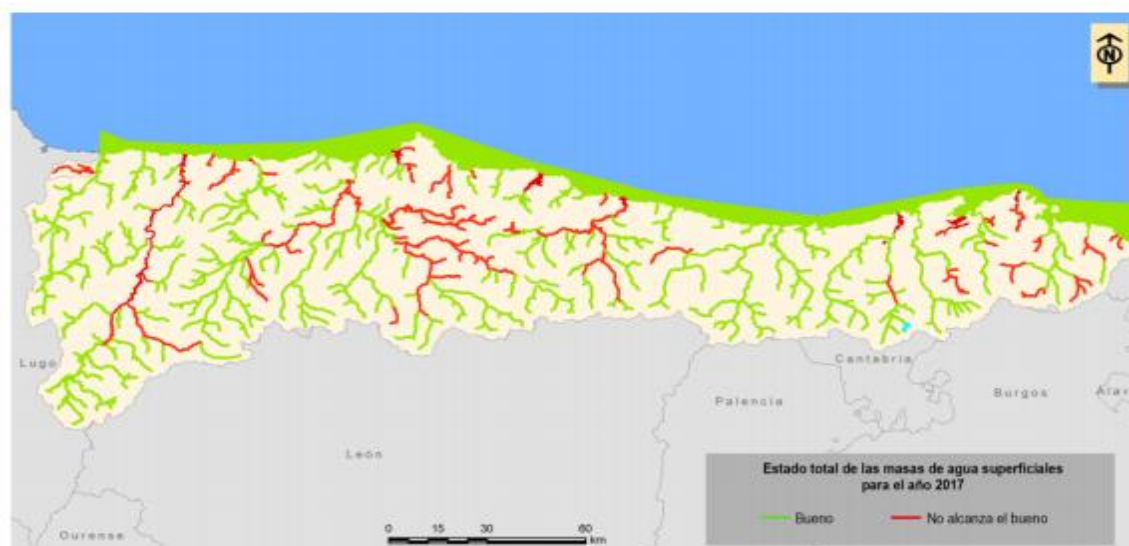 N
Lugo
Cantabria
Burgos
Palencia
León
Ourense
Estado total de las masas de agua superficiales
para el año 2017
Bueno
No alcanza el bueno
0 15 30 60
km